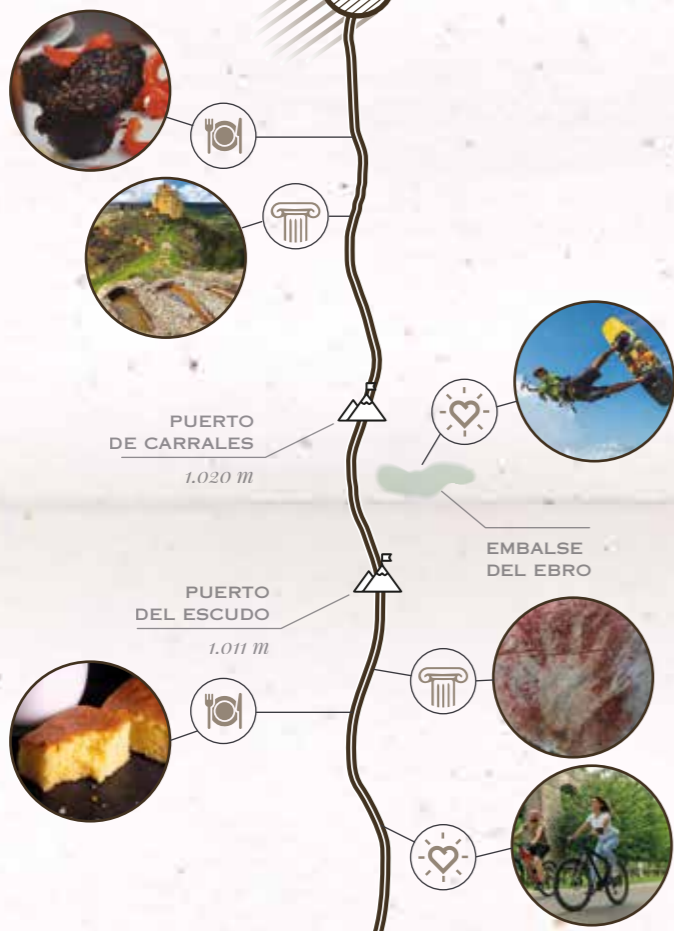 PUERTO
DE CARRALES
1.020 m
EMBALSE
DEL EBRO
PUERTO
DEL ESCUDO
1.011 m